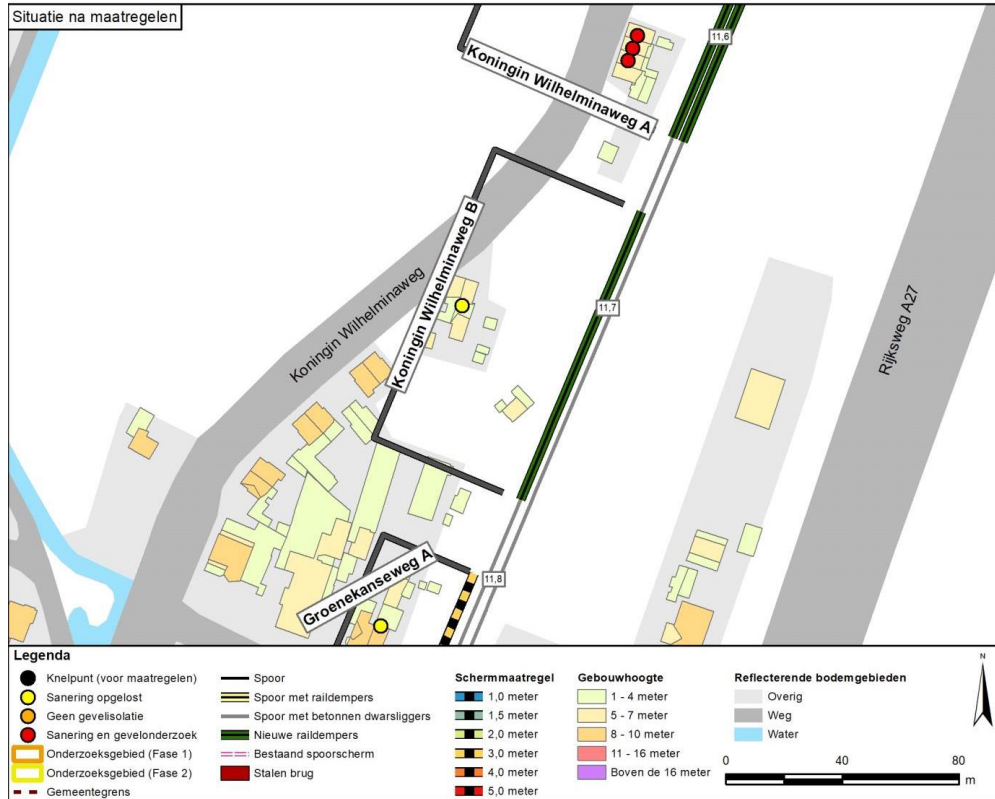 Situatie na maatregelen
11,6
Koningin Wilhelminaweg A
Koningin Wilhelminaweg B
Koningin Wilhelminaweg
11,7
Rijksweg A27
Groenekanseweg A
11,8
Legenda
Knelpunt (voor maatregelen)
Sanering opgelost
Geen gevelisolatie
Sanering en gevelonderzoek
Onderzoeksgebied (Fase 1)
Onderzoeksgebied (Fase 2)
Gemeentegrens
Spoor
Spoor met raildempers
Spoor met betonnen dwarsliggers
Nieuwe raildempers
Bestaand spoorscherm
Stalen brug
Schermmaatregel
1,0 meter
1,5 meter
2,0 meter
3,0 meter
4,0 meter
5,0 meter
Gebouwhoogte
1 - 4 meter
5 - 7 meter
8 - 10 meter
11 - 16 meter
Boven de 16 meter
Reflecterende bodemgebieden
Overig
Weg
Water
N
0 40 80
m